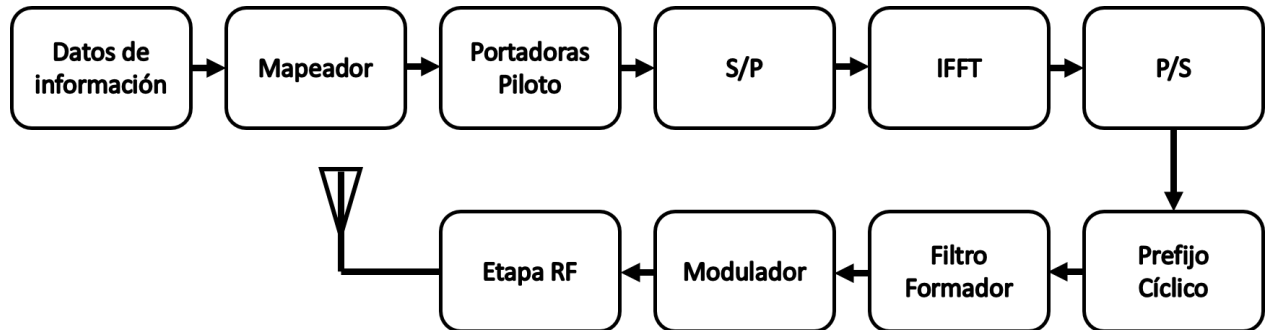 Datos de
información
Mapeador
Portadoras
Piloto
S/P
IFFT
P/S
Prefijo
Cíclico
Filtro
Formador
Modulador
Etapa RF